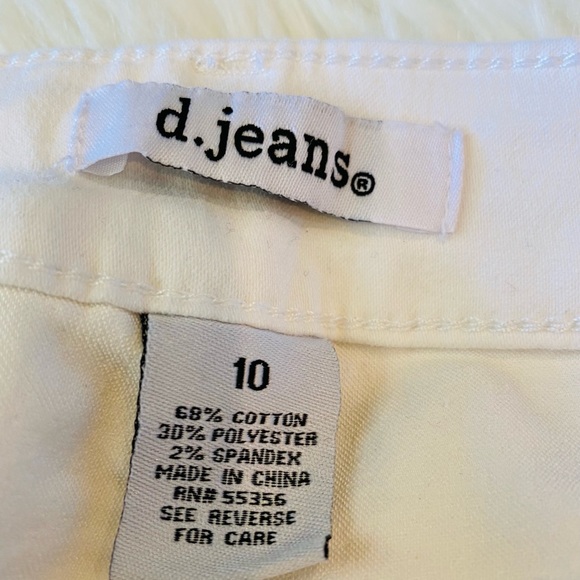 d.jeans®
10
68% COTTON
30% POLYESTER
2% SPANDEX
MADE IN CHINA
RN# 55356
SEE REVERSE
FOR CARE